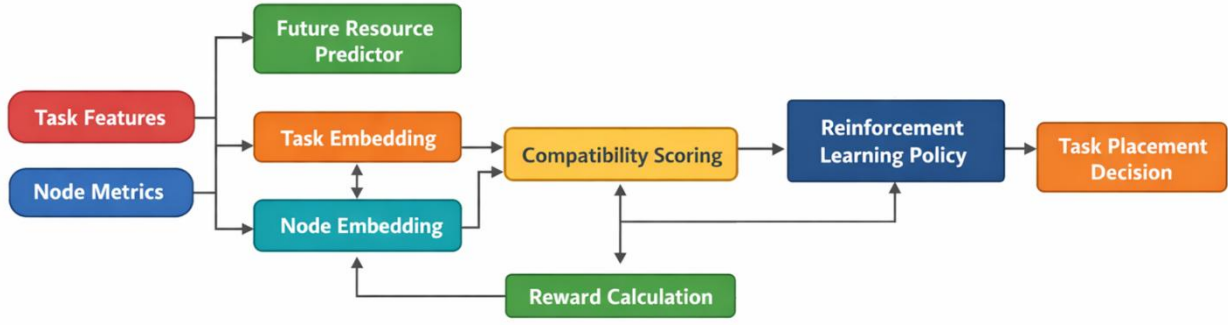 Future Resource
Predictor
Task Features
Node Metrics
Task Embedding
Node Embedding
Compatibility Scoring
Reinforcement
Learning Policy
Task Placement
Decision
Reward Calculation